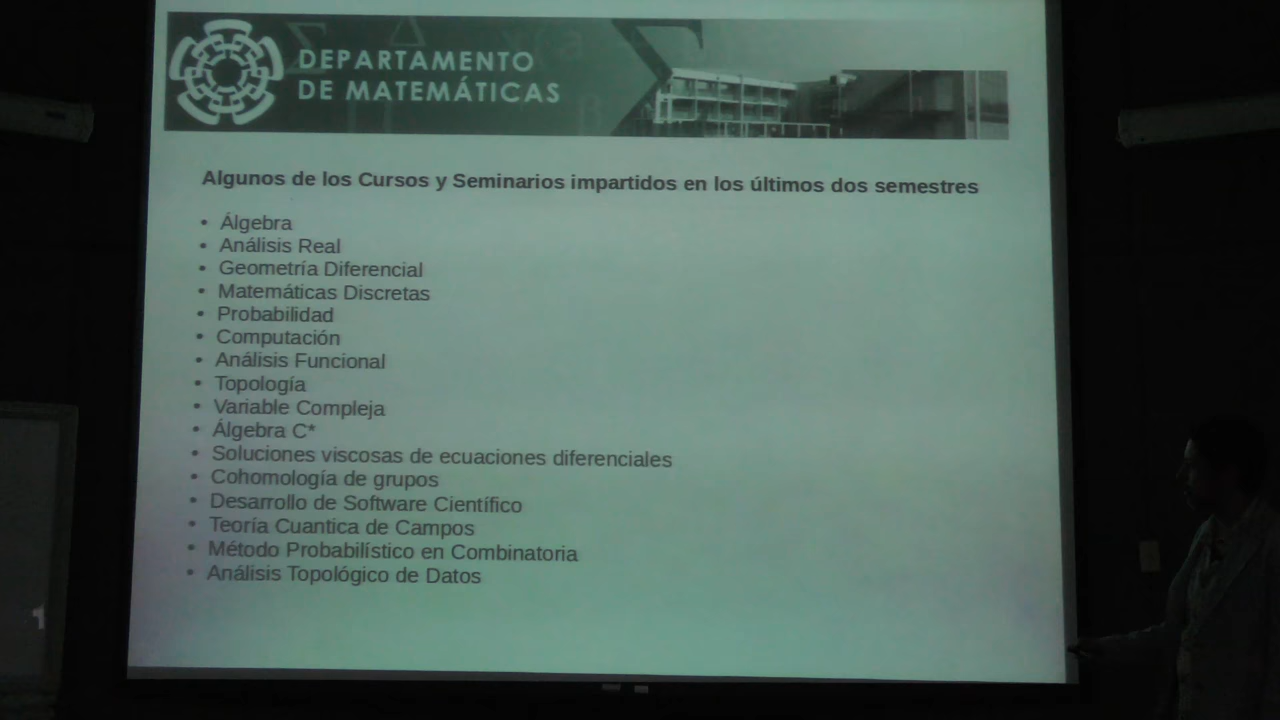 DEPARTAMENTO
DE MATEMÁTICAS
Algunos de los Cursos y Seminarios impartidos en los últimos dos semestres
• Álgebra
• Análisis Real
• Geometría Diferencial
• Matemáticas Discretas
• Probabilidad
• Computación
• Análisis Funcional
• Topología
• Variable Compleja
• Álgebra C*
• Soluciones viscosas de ecuaciones diferenciales
• Cohomología de grupos
• Desarrollo de Software Científico
• Teoría Cuantica de Campos
• Método Probabilístico en Combinatoria
• Análisis Topológico de Datos